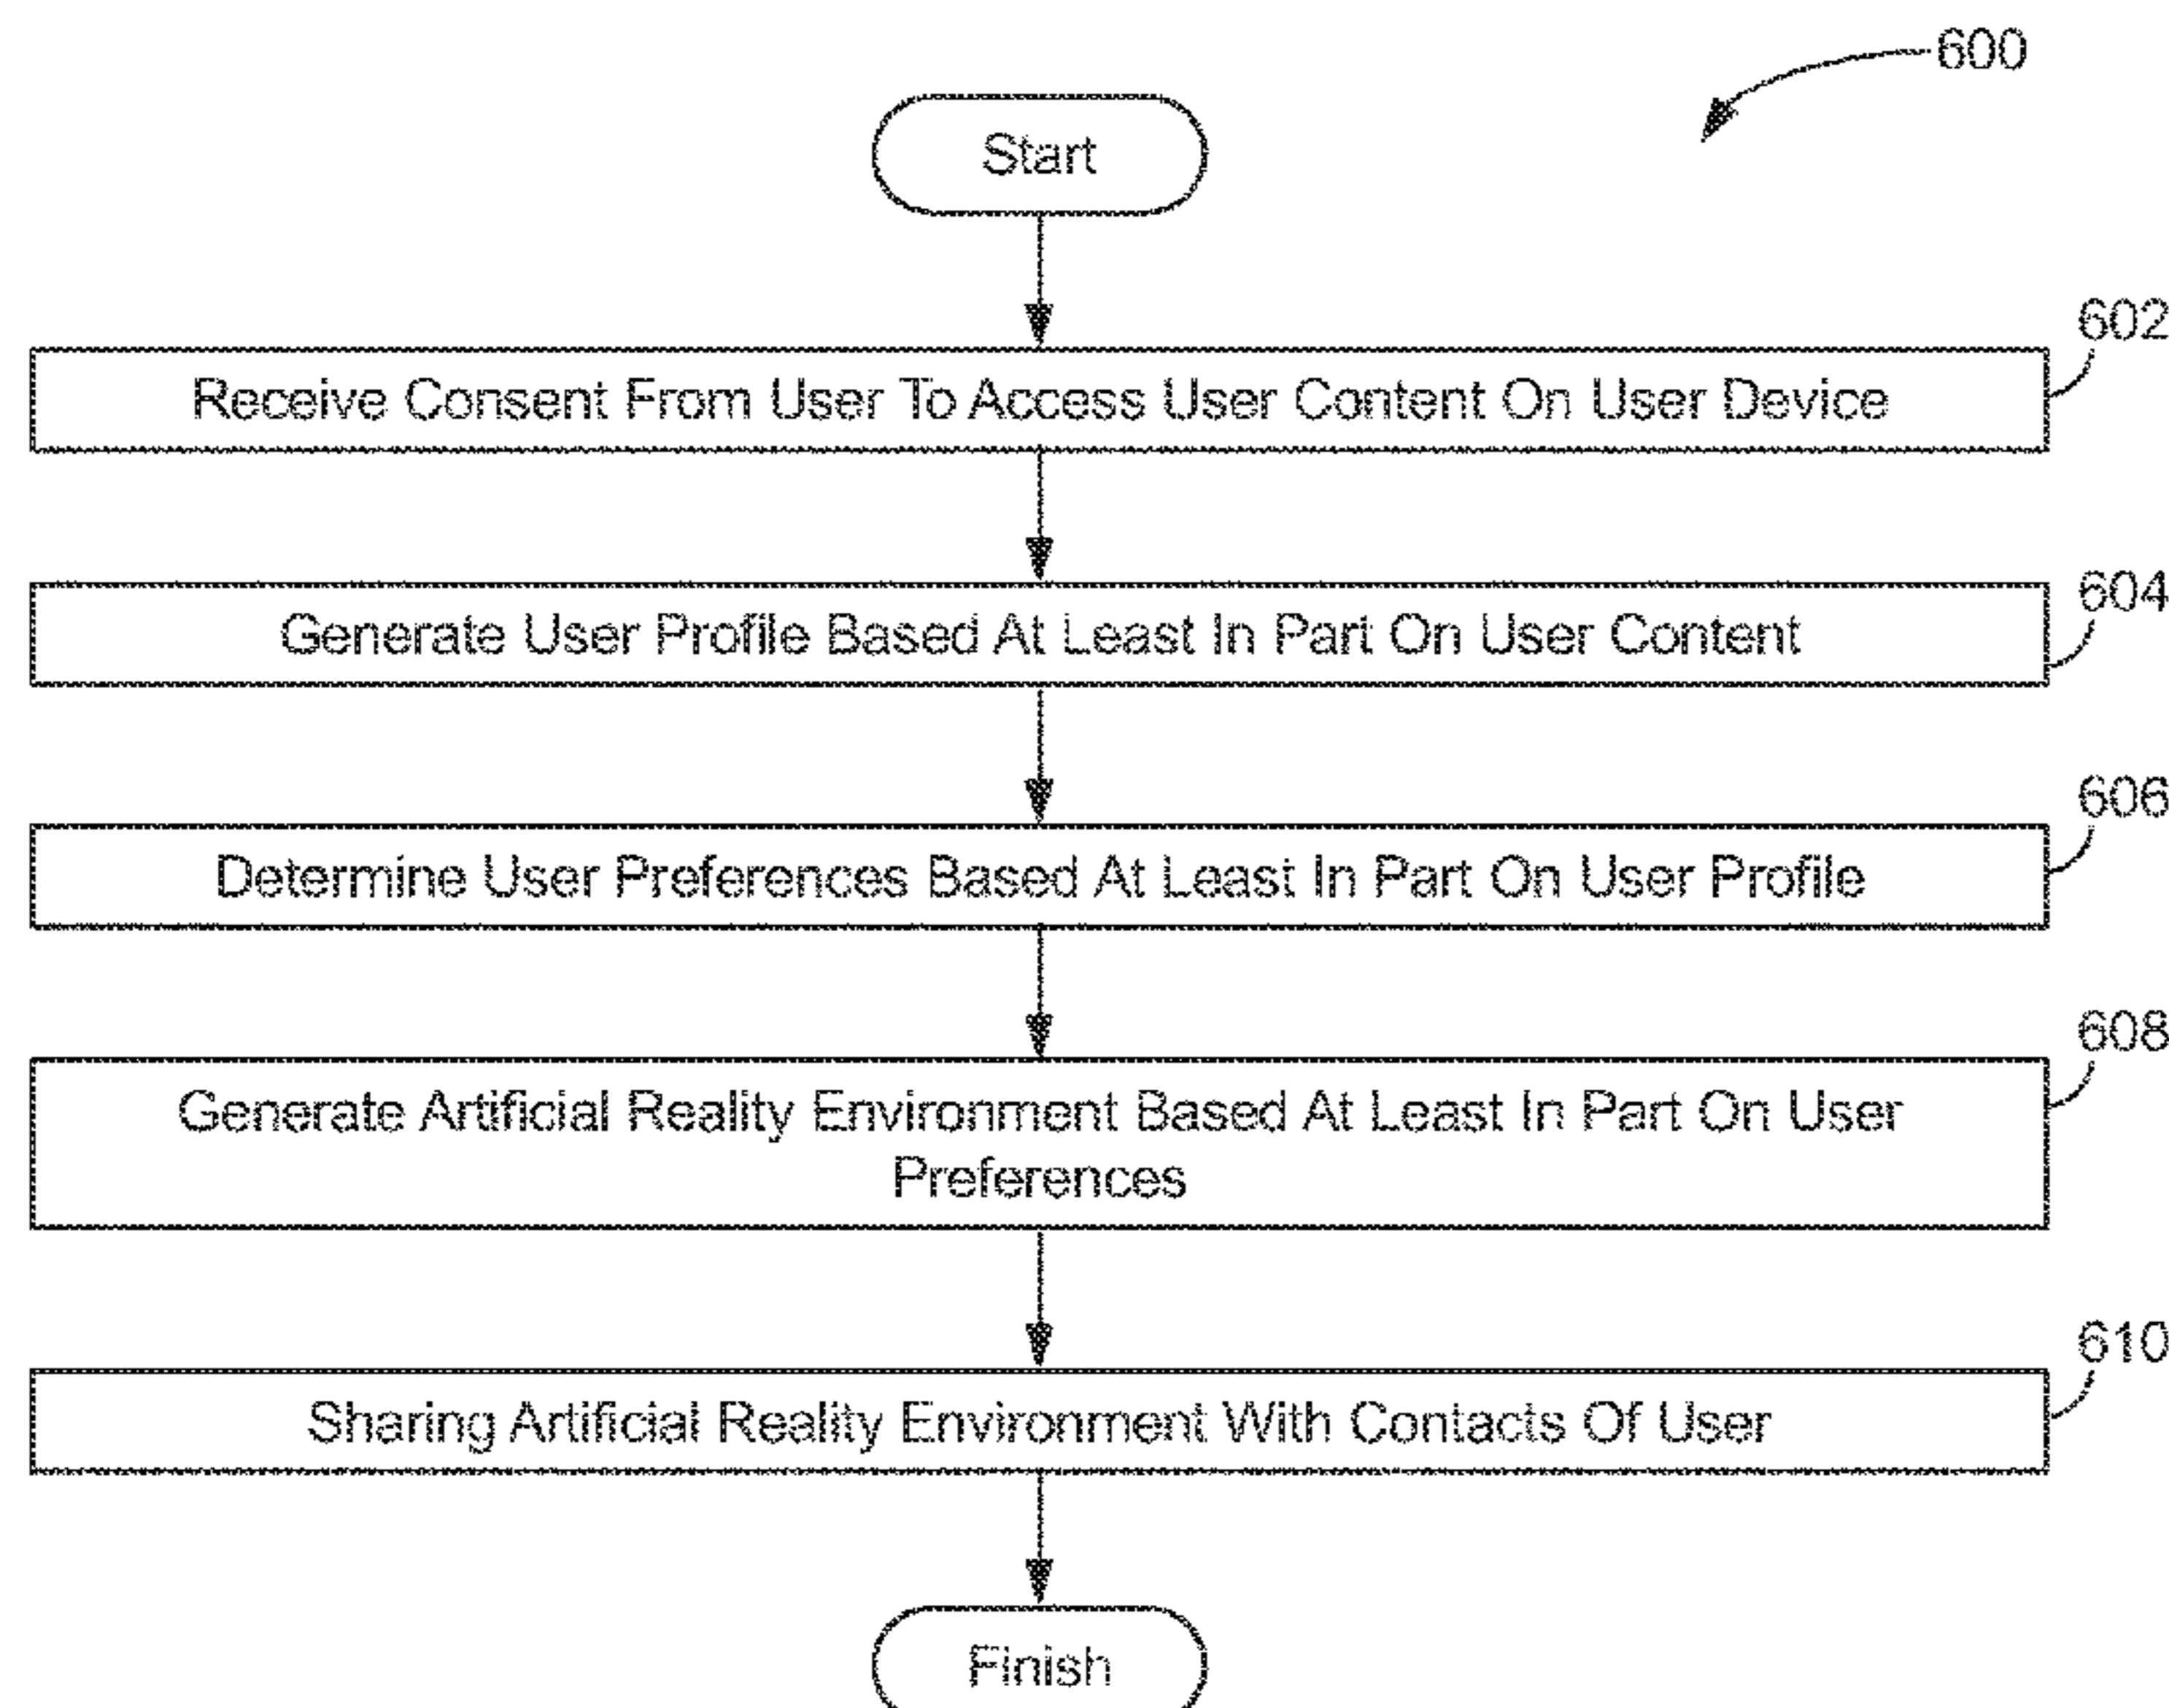 600
Start
602
Receive Consent From User To Access User Content On User Device
604
Generate User Profile Based At Least In Part On User Content
606
Determine User Preferences Based At Least In Part On User Profile
608
Generate Artificial Reality Environment Based At Least In Part On User
Preferences
610
Sharing Artificial Reality Environment With Contacts Of User
Finish